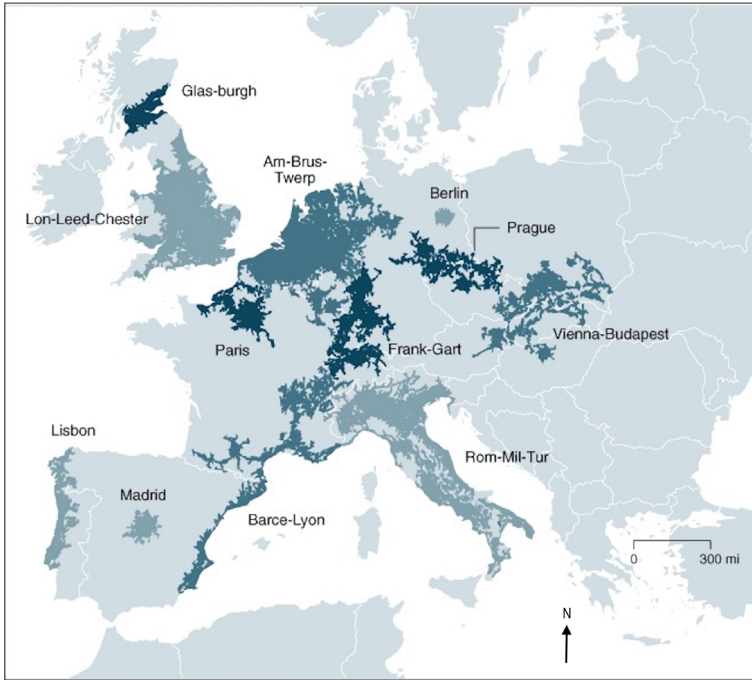 Glas-burgh
Am-Brus-
Twerp
Berlin
Lon-Leed-Chester
Prague
Paris
Frank-Gart
Vienna-Budapest
Lisbon
Rom-Mil-Tur
Madrid
Barce-Lyon
0 300 mi
N